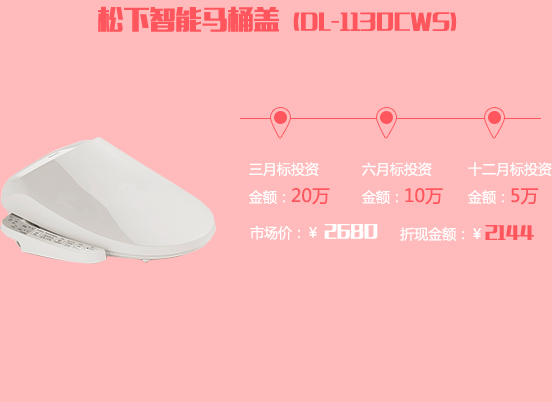 松下智能马桶盖（DL-1130CWS）
三月标投资 六月标投资 十二月标投资
金额：20万 金额：10万 金额：5万
市场价：￥2680 折现金额：￥2144